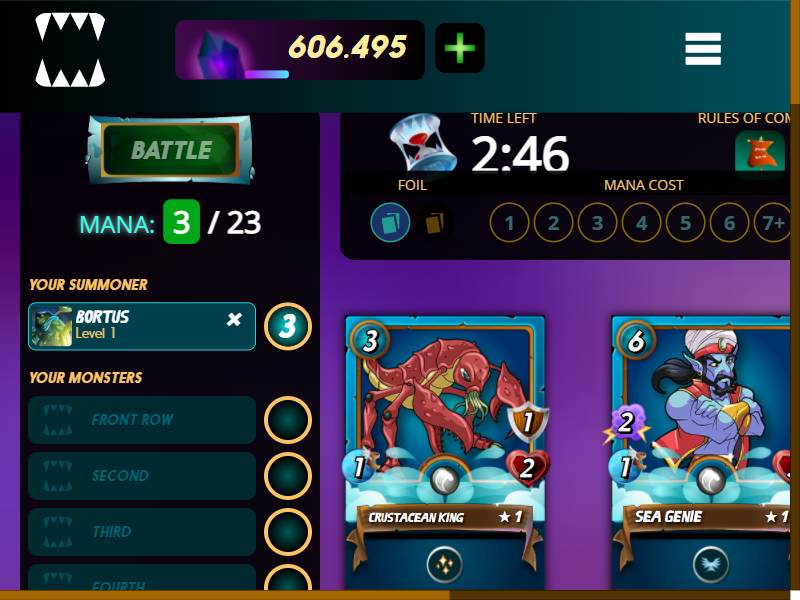 606.495
BATTLE
TIME LEFT
2:46
RULES OF COM
MANA: 3 / 23
FOIL
MANA COST
1 2 3 4 5 6 7+
YOUR SUMMONER
BORTUS
Level 1
3
YOUR MONSTERS
FRONT ROW
SECOND
THIRD
FOURTH
3
1
1
2
CRUSTACEAN KING
★ 1
6
2
1
SEA GENIE
★ 1